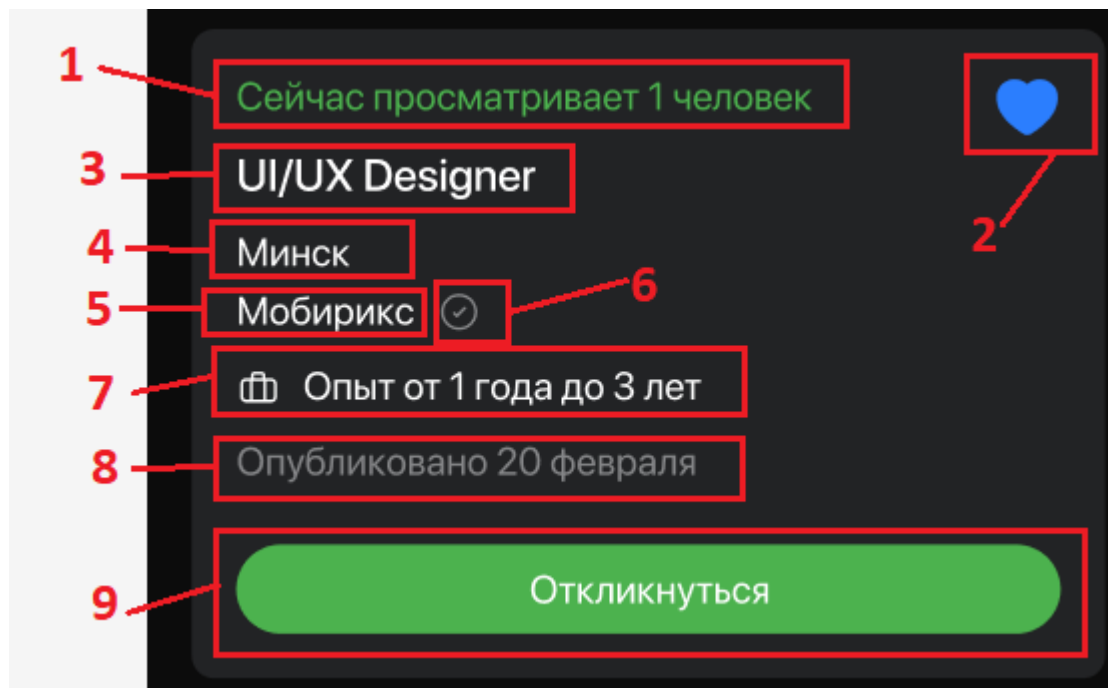 1
Сейчас просматривает 1 человек
3
UI/UX Designer
2
4
Минск
6
5
Мобирикс
7
Опыт от 1 года до 3 лет
8
Опубликовано 20 февраля
9
Откликнуться